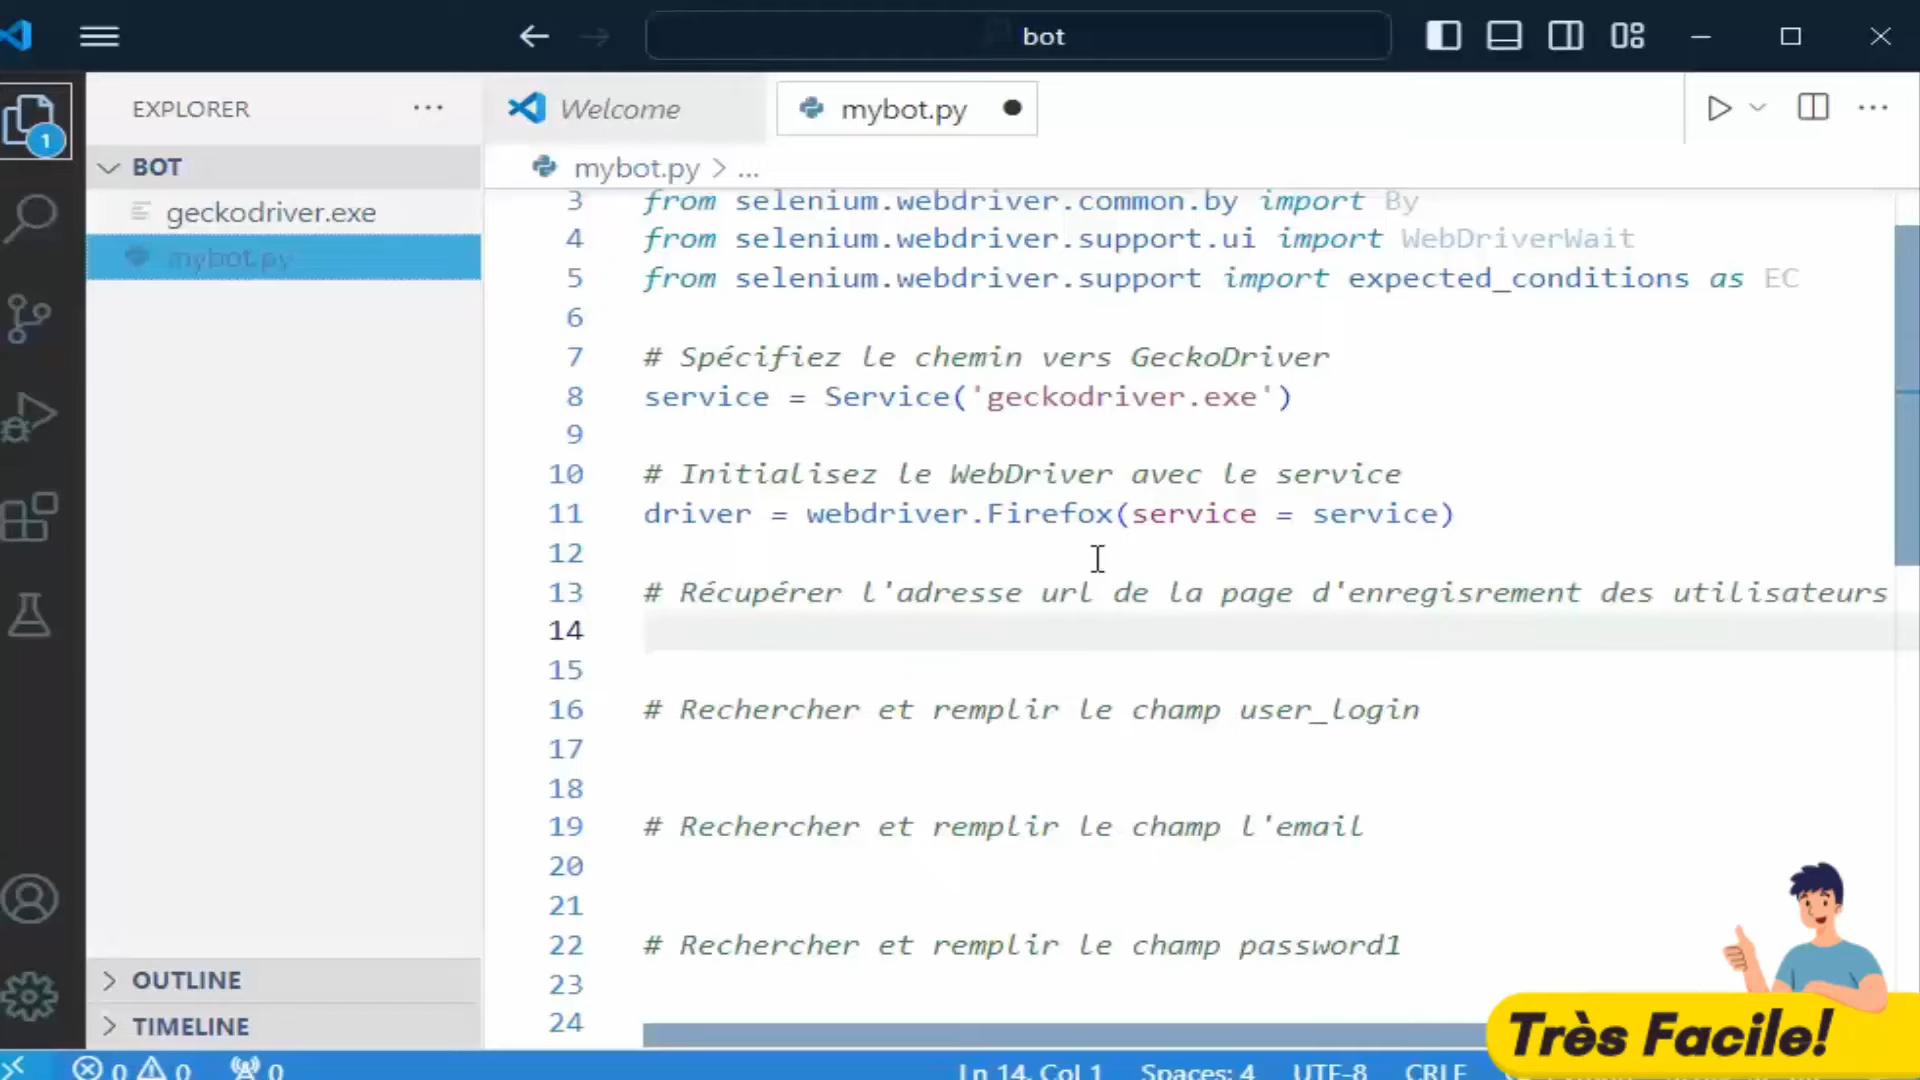 bot
EXPLORER ...
Welcome
mybot.py
1
BOT
mybot.py > ...
geckodriver.exe
mybot.py
3 from selenium.webdriver.common.by import By
4 from selenium.webdriver.support.ui import WebDriverWait
5 from selenium.webdriver.support import expected_conditions as EC
6
7 # Spécifiez le chemin vers GeckoDriver
8 service = Service('geckodriver.exe')
9
10 # Initialisez le WebDriver avec le service
11 driver = webdriver.Firefox(service = service)
12
13 # Récupérer l'adresse url de la page d'enregisrement des utilisateurs
14
15
16 # Rechercher et remplir le champ user_login
17
18
19 # Rechercher et remplir le champ l'email
20
21
22 # Rechercher et remplir le champ password1
23
24
OUTLINE
TIMELINE
Très Facile!
0 0 0 Ln 14, Col 1 Spaces: 4 UTF-8 CRLF